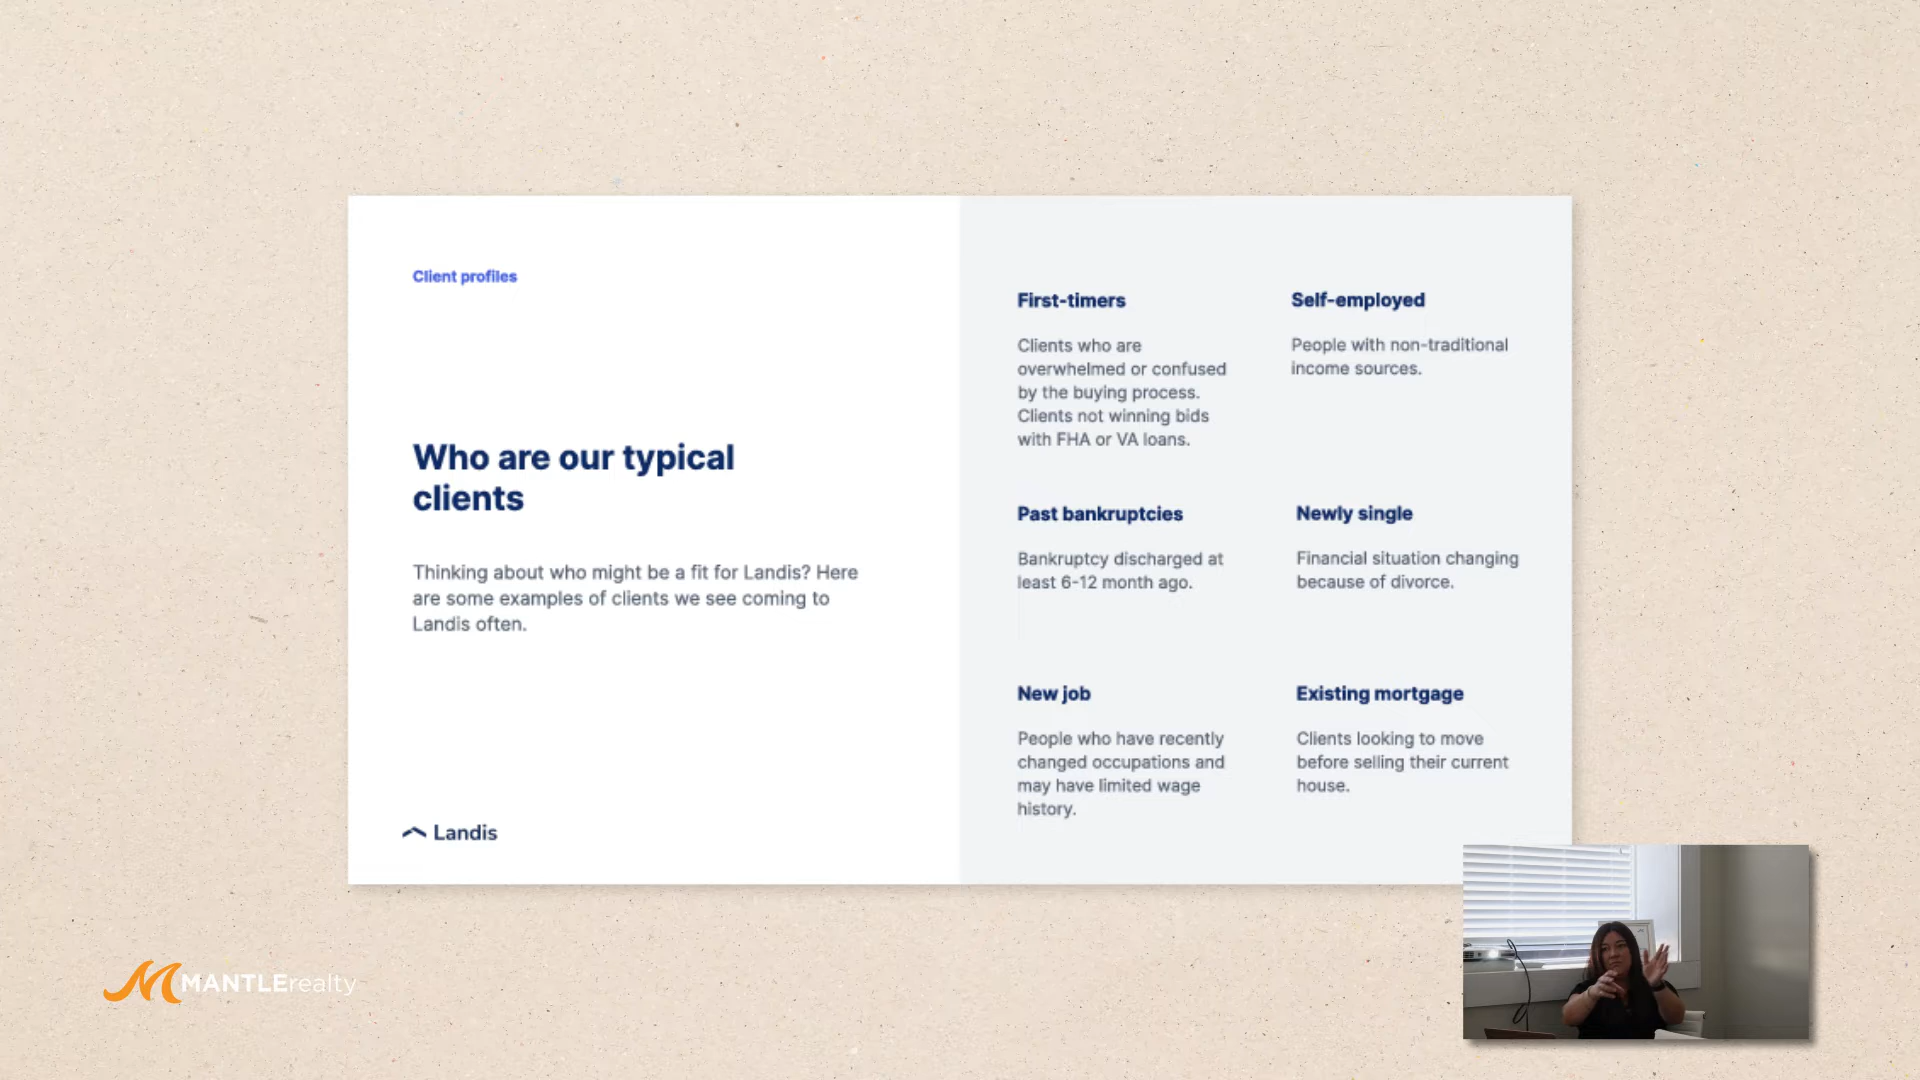 Client profiles
Who are our typical
clients
Thinking about who might be a fit for Landis? Here
are some examples of clients we see coming to
Landis often.
Landis
First-timers
Clients who are
overwhelmed or confused
by the buying process.
Clients not winning bids
with FHA or VA loans.
Self-employed
People with non-traditional
income sources.
Past bankruptcies
Bankruptcy discharged at
least 6-12 month ago.
Newly single
Financial situation changing
because of divorce.
New job
People who have recently
changed occupations and
may have limited wage
history.
Existing mortgage
Clients looking to move
before selling their current
house.
MANTLErealty